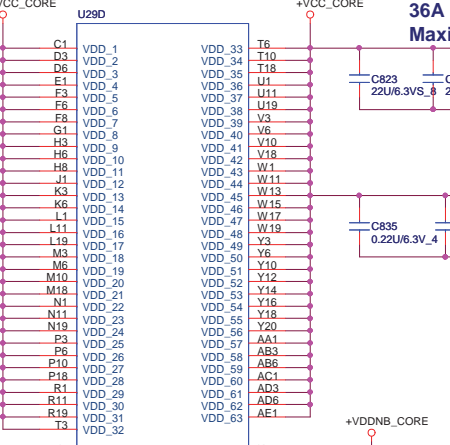 VCC_CORE
U29D
+VCC_CORE
36A
Maxi
C1 VDD_1 VDD_33 T6
D3 VDD_2 VDD_34 T10
D6 VDD_3 VDD_35 T18
E1 VDD_4 VDD_36 U1
F3 VDD_5 VDD_37 U11
F6 VDD_6 VDD_38 U19
F8 VDD_7 VDD_39 V3
G1 VDD_8 VDD_40 V6
H3 VDD_9 VDD_41 V10
H6 VDD_10 VDD_42 V18
H8 VDD_11 VDD_43 W1
J1 VDD_12 VDD_44 W11
K3 VDD_13 VDD_45 W13
K6 VDD_14 VDD_46 W15
L1 VDD_15 VDD_47 W17
L11 VDD_16 VDD_48 W19
L19 VDD_17 VDD_49 Y3
M3 VDD_18 VDD_50 Y6
M6 VDD_19 VDD_51 Y10
M10 VDD_20 VDD_52 Y12
M18 VDD_21 VDD_53 Y14
N1 VDD_22 VDD_54 Y16
N11 VDD_23 VDD_55 Y18
N19 VDD_24 VDD_56 Y20
P3 VDD_25 VDD_57 AA1
P6 VDD_26 VDD_58 AB3
P10 VDD_27 VDD_59 AB6
P18 VDD_28 VDD_60 AC1
R1 VDD_29 VDD_61 AD3
R11 VDD_30 VDD_62 AD6
R19 VDD_31 VDD_63 AE1
T3 VDD_32
C823
22U/6.3VS_8
C
2
C835
0.22U/6.3V_4
+VDDNB_CORE